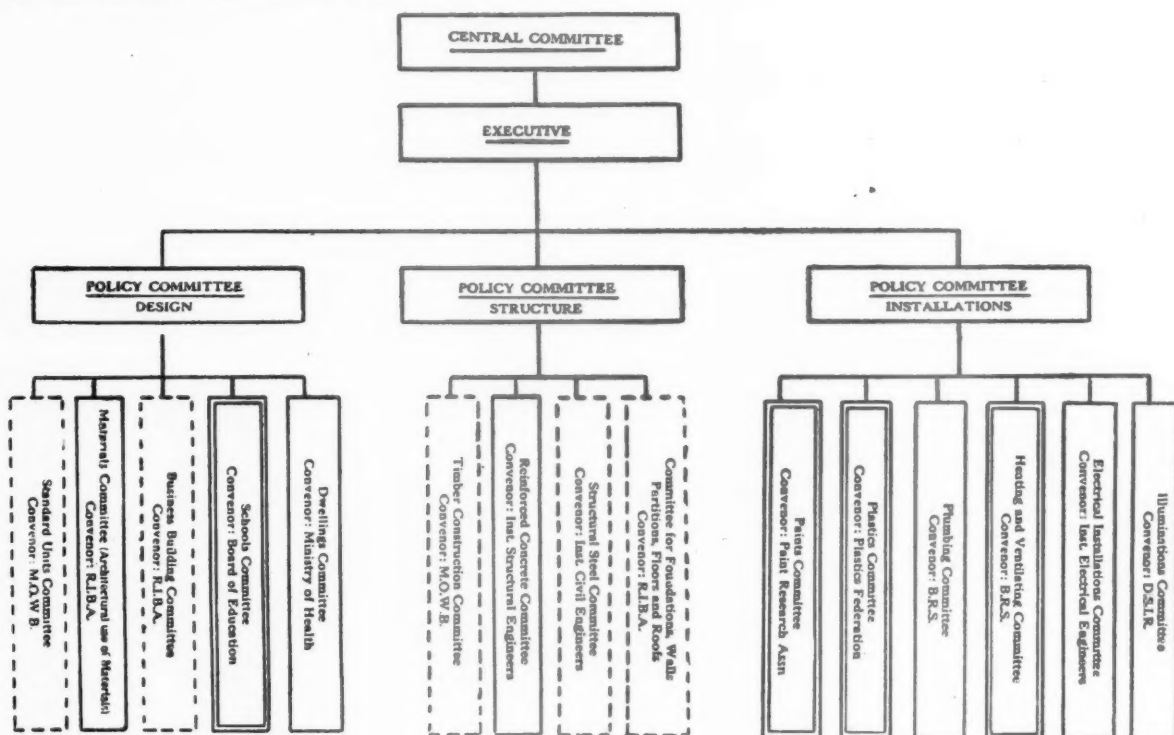 CENTRAL COMMITTEE
EXECUTIVE
POLICY COMMITTEE
DESIGN
POLICY COMMITTEE
STRUCTURE
POLICY COMMITTEE
INSTALLATIONS
Standard Units Committee
Convenor: M.O.W.B.
Materials Committee (Architectural use of Materials)
Convenor: R.I.B.A.
Business Building Committee
Convenor: R.I.B.A.
Schools Committee
Convenor: Board of Education
Dwellings Committee
Convenor: Ministry of Health
Timber Construction Committee
Convenor: M.O.W.B.
Reinforced Concrete Committee
Convenor: Inst. Structural Engineers
Structural Steel Committee
Convenor: Inst. Civil Engineers
Committee for Foundations, Walls
Partitions, Floors and Roofs
Convenor: R.I.B.A.
Paints Committee
Convenor: Paint Research Assn
Plastics Committee
Convenor: Plastics Federation
Plumbing Committee
Convenor: B.R.S.
Heating and Ventilating Committee
Convenor: B.R.S.
Electrical Installations Committee
Convenor: Inst. Electrical Engineers
Illuminations Committee
Convenor: D.S.I.R.